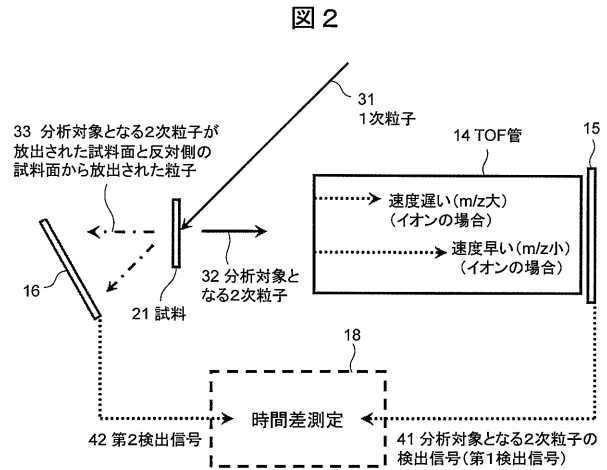 図2
31
1次粒子
33 分析対象となる2次粒子が
放出された試料面と反対側の
試料面から放出された粒子
14 TOF管
15
速度遅い(m/z大)
(イオンの場合)
速度早い(m/z小)
(イオンの場合)
32 分析対象と
なる2次粒子
16
21 試料
18
時間差測定
42 第2検出信号
41 分析対象となる2次粒子の
検出信号(第1検出信号)